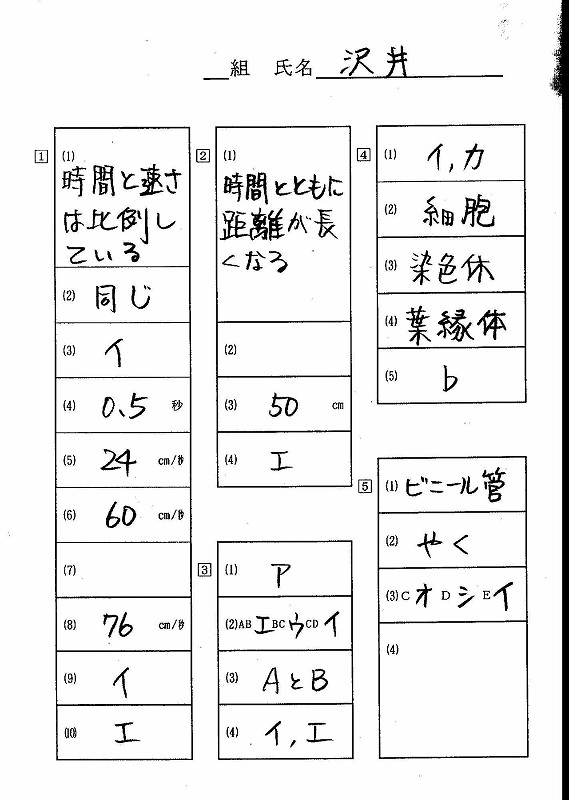 組 氏名 沢井
1
(1) 時間と速さ
は比例し
ている
(2) 同じ
(3) イ
(4) 0.5 秒
(5) 24 cm/秒
(6) 60 cm/秒
(7)
(8) 76 cm/秒
(9) イ
(10) エ
2
(1) 時間とともに
距離が長
くなる
(2)
(3) 50 cm
(4) エ
3
(1) ア
(2) AB エ BC ウ CD イ
(3) AとB
(4) イ,エ
4
(1) イ,カ
(2) 細胞
(3) 染色休
(4) 葉緑体
(5) b
5
(1) ビニール管
(2) やく
(3) C オ D シ E イ
(4)